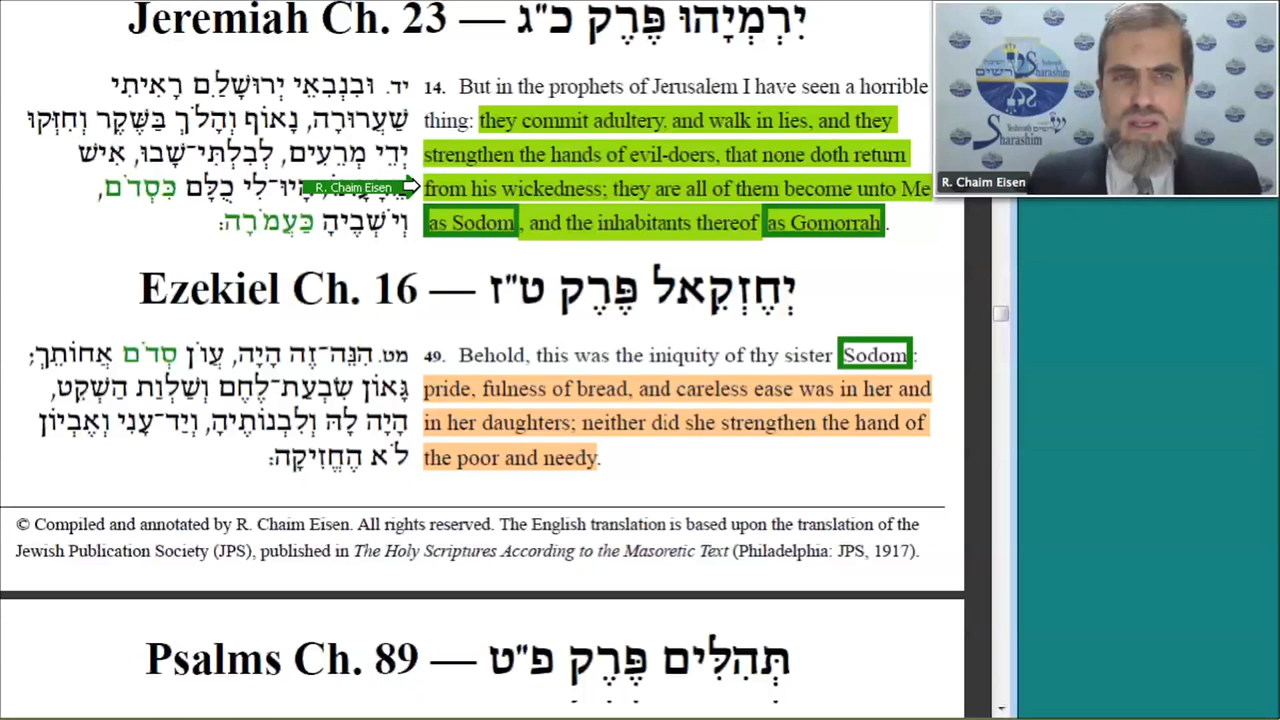 Jeremiah Ch. 23 — יִרְמְיָהוּ פֶּרֶק כ"ג
יד. וּבִנְבִאֵי יְרוּשָׁלִַם רָאִיתִי
שַׁעֲרוּרָה, נָאוֹף וְהָלֹךְ בַּשֶּׁקֶר וְחִזְּקוּ
יְדֵי מְרֵעִים, לְבִלְתִּי־שָׁבוּ, אִישׁ
הָיוּ־לִי כֻלָּם כִּסְדֹם,
וְיֹשְׁבֶיהָ כַּעֲמֹרָה:
14. But in the prophets of Jerusalem I have seen a horrible
thing: they commit adultery, and walk in lies, and they
strengthen the hands of evil-doers, that none doth return
from his wickedness; they are all of them become unto Me
as Sodom, and the inhabitants thereof as Gomorrah.
R. Chaim Eisen
Ezekiel Ch. 16 — יְחֶזְקֵאל פֶּרֶק ט"ז
מט. הִנֵּה־זֶה הָיָה, עֲוֹן סְדֹם אֲחוֹתֵךְ;
גָּאוֹן שִׂבְעַת־לֶחֶם וְשַׁלְוַת הַשְׁקֵט,
הָיָה לָהּ וְלִבְנוֹתֶיהָ, וְיַד־עָנִי וְאֶבְיוֹן
לֹא הֶחֱזִיקָה:
49. Behold, this was the iniquity of thy sister Sodom:
pride, fulness of bread, and careless ease was in her and
in her daughters; neither did she strengthen the hand of
the poor and needy.
© Compiled and annotated by R. Chaim Eisen. All rights reserved. The English translation is based upon the translation of the
Jewish Publication Society (JPS), published in The Holy Scriptures According to the Masoretic Text (Philadelphia: JPS, 1917).
Psalms Ch. 89 — תְּהִלִּים פֶּרֶק פ"ט
Sharashim
R. Chaim Eisen